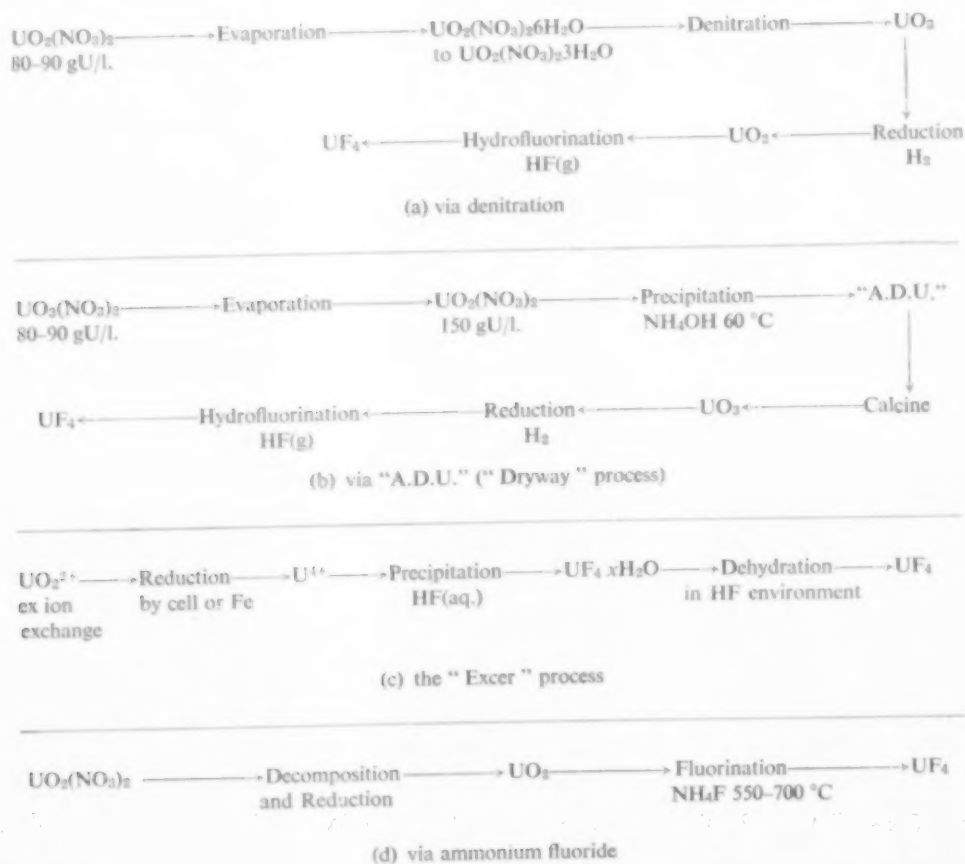 UO₂(NO₃)₂ → Evaporation → UO₂(NO₃)₂6H₂O → Denitration → UO₃
80–90 gU/l. to UO₂(NO₃)₂3H₂O
UF₄ ← Hydrofluorination ← UO₂ ← Reduction
HF(g) H₂
(a) via denitration
UO₂(NO₃)₂ → Evaporation → UO₂(NO₃)₂ → Precipitation → “A.D.U.”
80–90 gU/l. 150 gU/l. NH₄OH 60 °C
UF₄ ← Hydrofluorination ← Reduction ← UO₃ ← Calcine
HF(g) H₂
(b) via “A.D.U.” (“ Dryway ” process)
UO₂²⁺ → Reduction → U⁴⁺ → Precipitation → UF₄ xH₂O → Dehydration → UF₄
ex ion by cell or Fe HF(aq.) in HF environment
exchange
(c) the “ Excer ” process
UO₂(NO₃)₂ → Decomposition → UO₂ → Fluorination → UF₄
and Reduction NH₄F 550–700 °C
(d) via ammonium fluoride